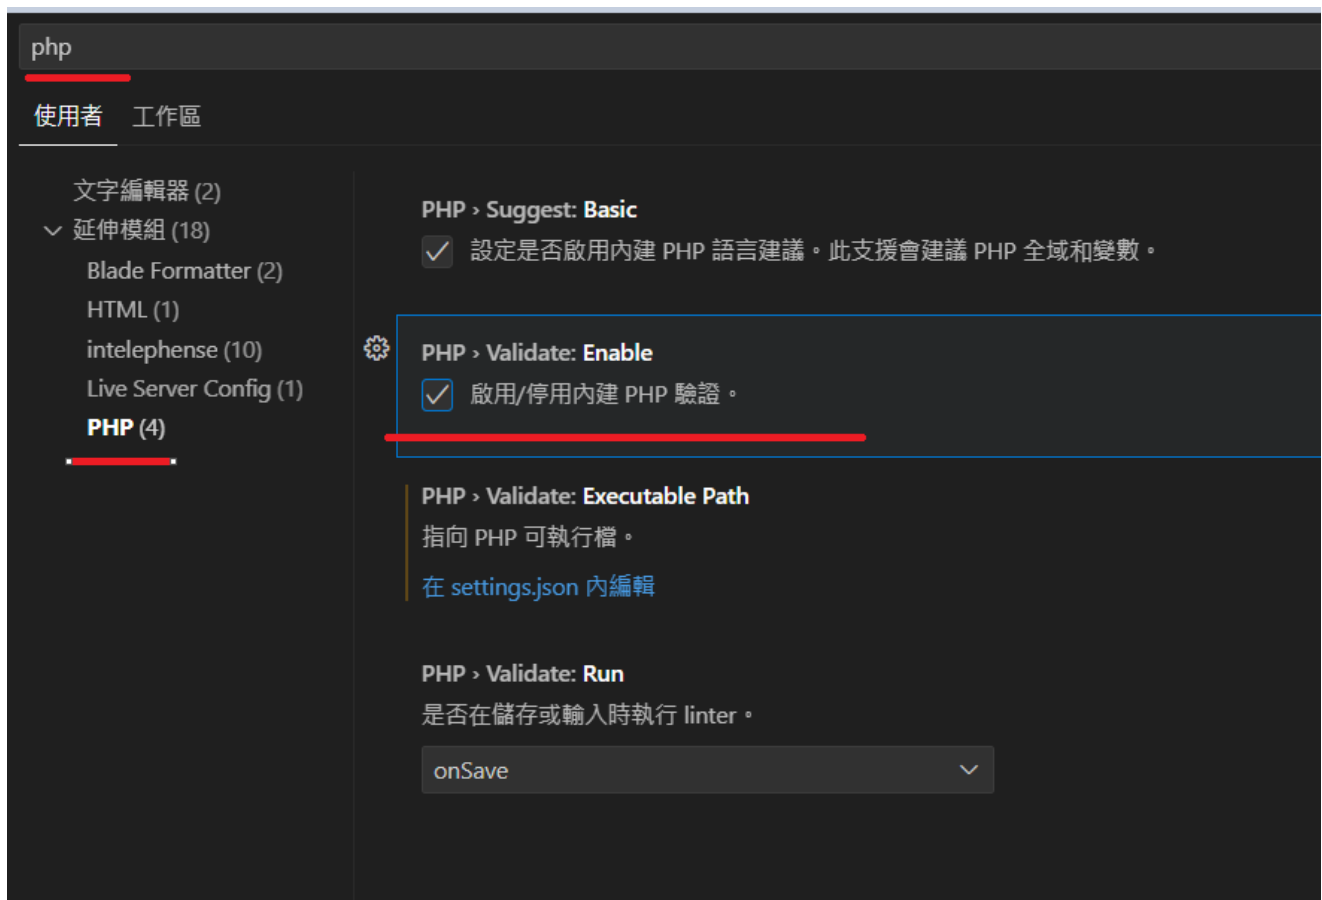 php
使用者 工作區
文字編輯器 (2)
延伸模組 (18)
Blade Formatter (2)
HTML (1)
intelephense (10)
Live Server Config (1)
PHP (4)
PHP › Suggest: Basic
設定是否啟用內建 PHP 語言建議。此支援會建議 PHP 全域和變數。
PHP › Validate: Enable
啟用/停用內建 PHP 驗證。
PHP › Validate: Executable Path
指向 PHP 可執行檔。
在 settings.json 內編輯
PHP › Validate: Run
是否在儲存或輸入時執行 linter。
onSave